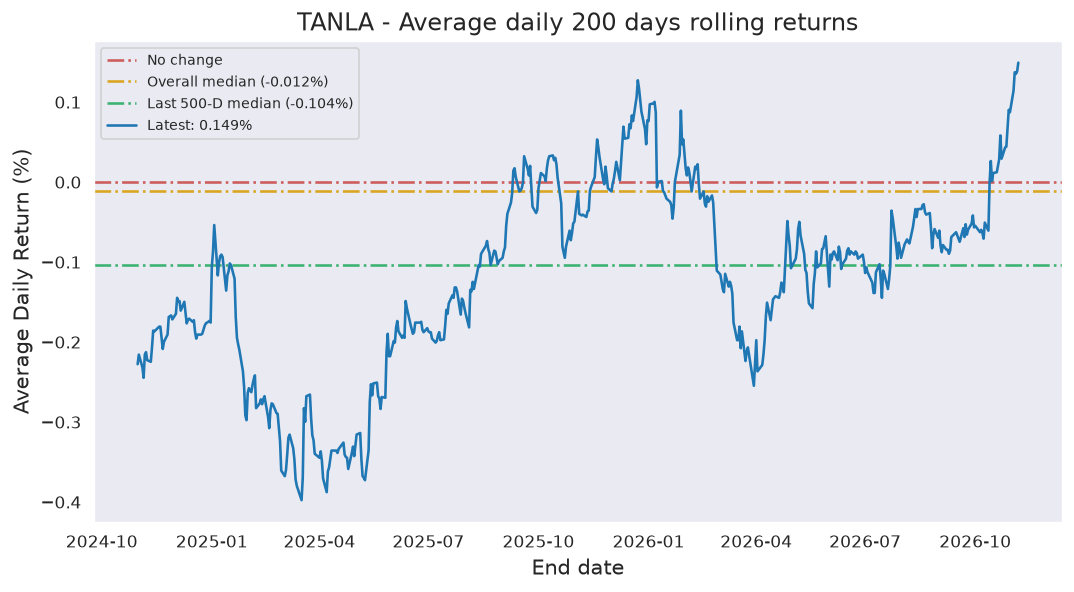 TANLA - Average daily 200 days rolling returns
No change
Overall median (-0.012%)
Last 500-D median (-0.104%)
Latest: 0.149%
Average Daily Return (%)
0.1
0.0
−0.1
−0.2
−0.3
−0.4
2024-10 2025-01 2025-04 2025-07 2025-10 2026-01 2026-04 2026-07 2026-10
End date